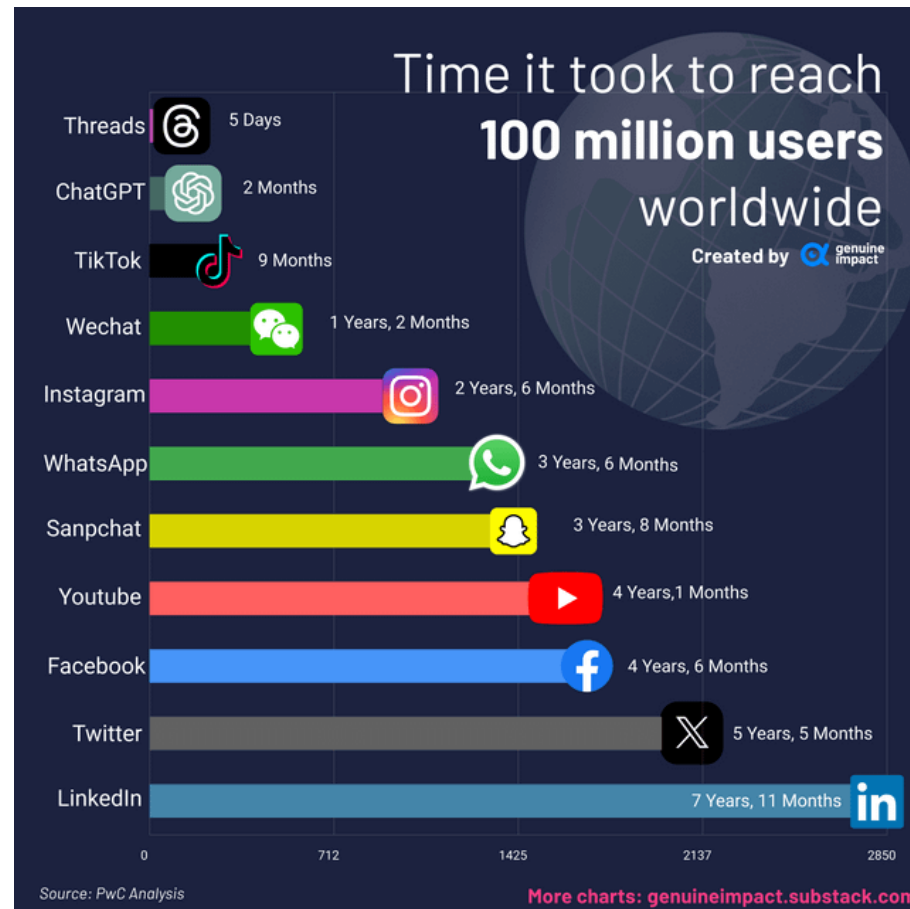 Time it took to reach
100 million users
worldwide
Created by genuine impact
Threads 5 Days
ChatGPT 2 Months
TikTok 9 Months
Wechat 1 Years, 2 Months
Instagram 2 Years, 6 Months
WhatsApp 3 Years, 6 Months
Sanpchat 3 Years, 8 Months
Youtube 4 Years,1 Months
Facebook 4 Years, 6 Months
Twitter 5 Years, 5 Months
LinkedIn 7 Years, 11 Months in
0 712 1425 2137 2850
Source: PwC Analysis
More charts: genuineimpact.substack.com